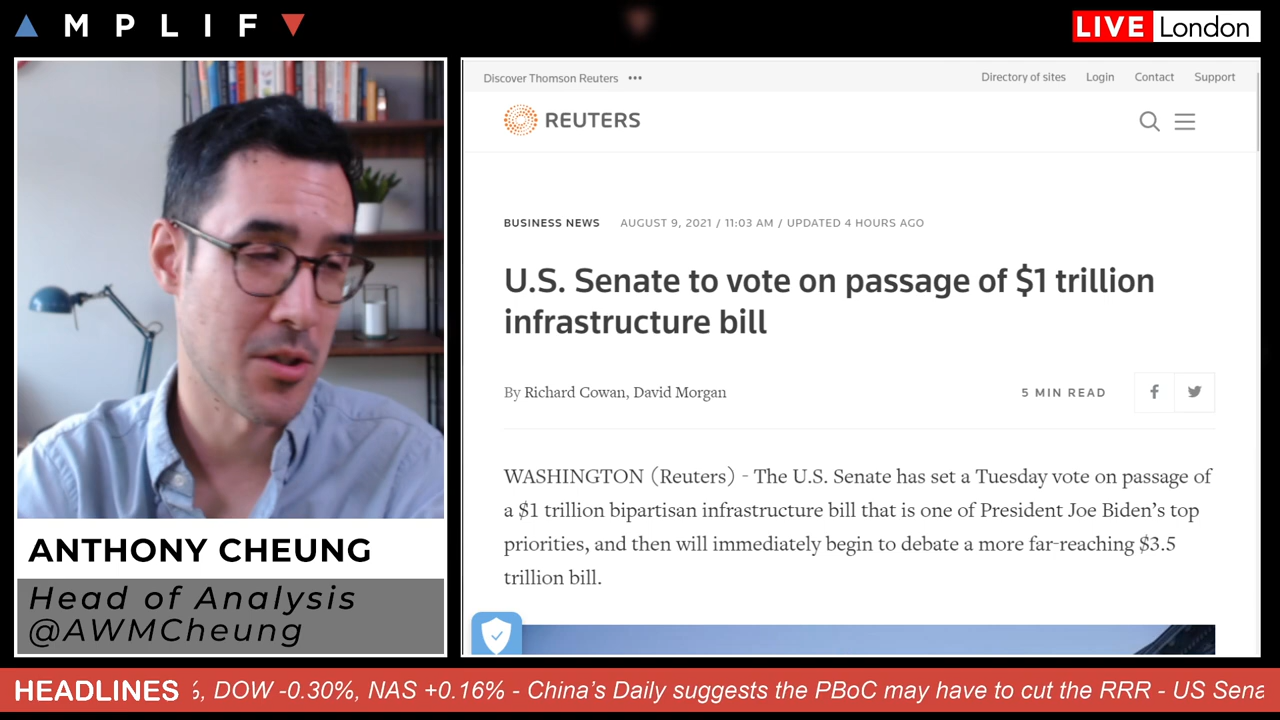 AMPLIFY
LIVE London
Discover Thomson Reuters •••
Directory of sites Login Contact Support
REUTERS
BUSINESS NEWS AUGUST 9, 2021 / 11:03 AM / UPDATED 4 HOURS AGO
U.S. Senate to vote on passage of $1 trillion
infrastructure bill
By Richard Cowan, David Morgan
5 MIN READ
WASHINGTON (Reuters) - The U.S. Senate has set a Tuesday vote on passage of
a $1 trillion bipartisan infrastructure bill that is one of President Joe Biden's top
priorities, and then will immediately begin to debate a more far-reaching $3.5
trillion bill.
ANTHONY CHEUNG
Head of Analysis
@AWMCheung
HEADLINES %, DOW -0.30%, NAS +0.16% - China's Daily suggests the PBoC may have to cut the RRR - US Sena